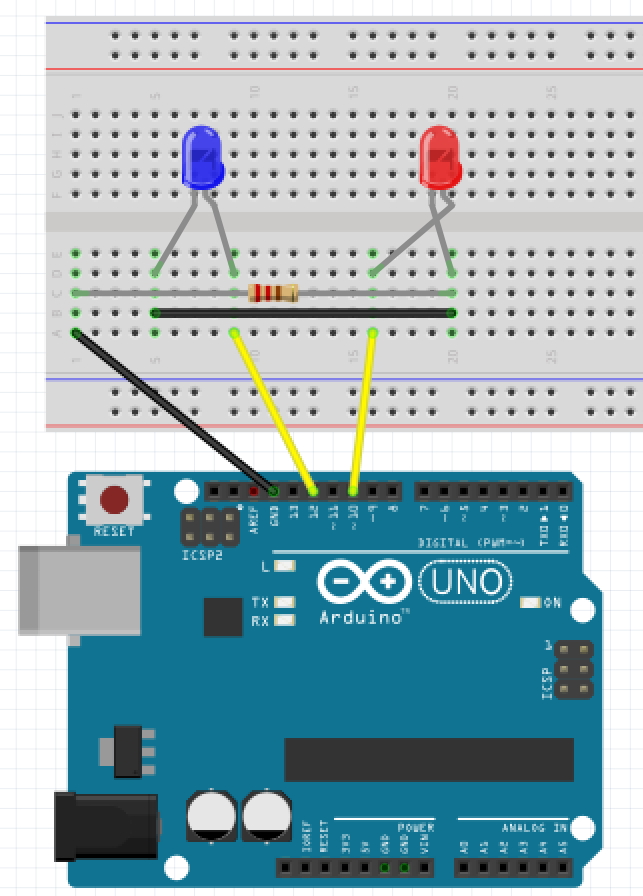 1 5 10 15 20 25
J
I
H
G
F
E
D
C
B
A
1 5 10 15 20 25
RESET
ICSP2
AREF GND 13 12 ~11 ~10 ~9 8 7 ~6 ~5 4 ~3 2 TX0▶1 RX0◀0
DIGITAL (PWM=~)
L
TX
RX
UNO
Arduino™
ON
1
ICSP
POWER
ANALOG IN
IOREF RESET 3V3 5V GND GND VIN A0 A1 A2 A3 A4 A5